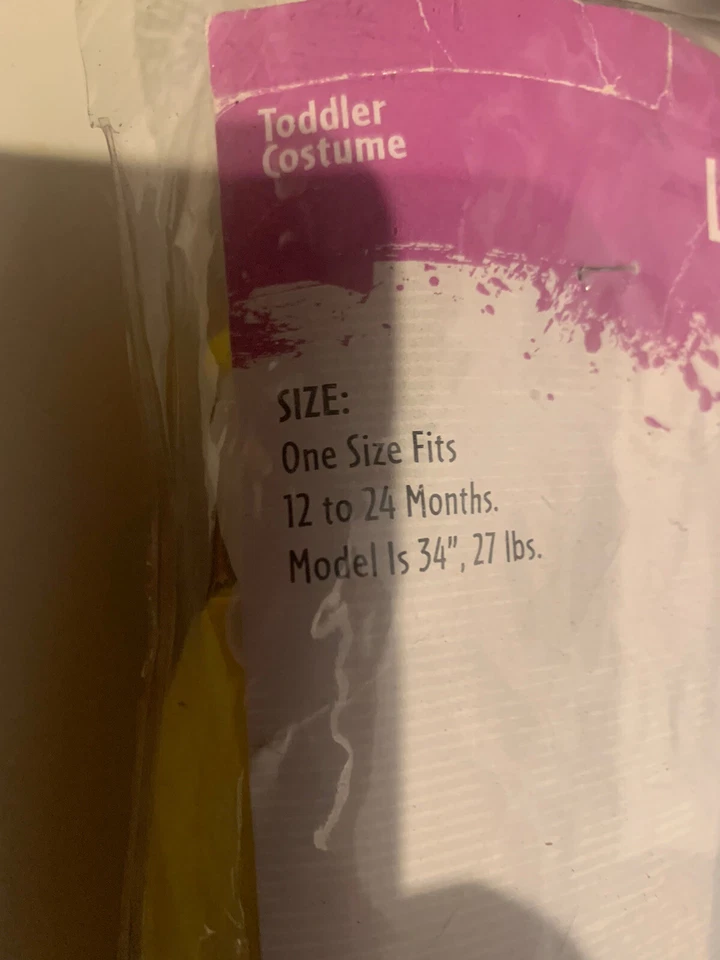 Toddler
Costume
SIZE:
One Size Fits
12 to 24 Months.
Model Is 34", 27 lbs.